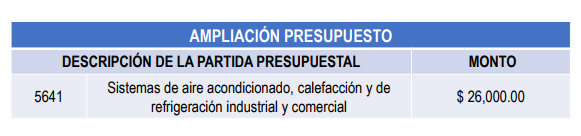 AMPLIACIÓN PRESUPUESTO
DESCRIPCIÓN DE LA PARTIDA PRESUPUESTAL MONTO
5641 Sistemas de aire acondicionado, calefacción y de
refrigeración industrial y comercial $ 26,000.00